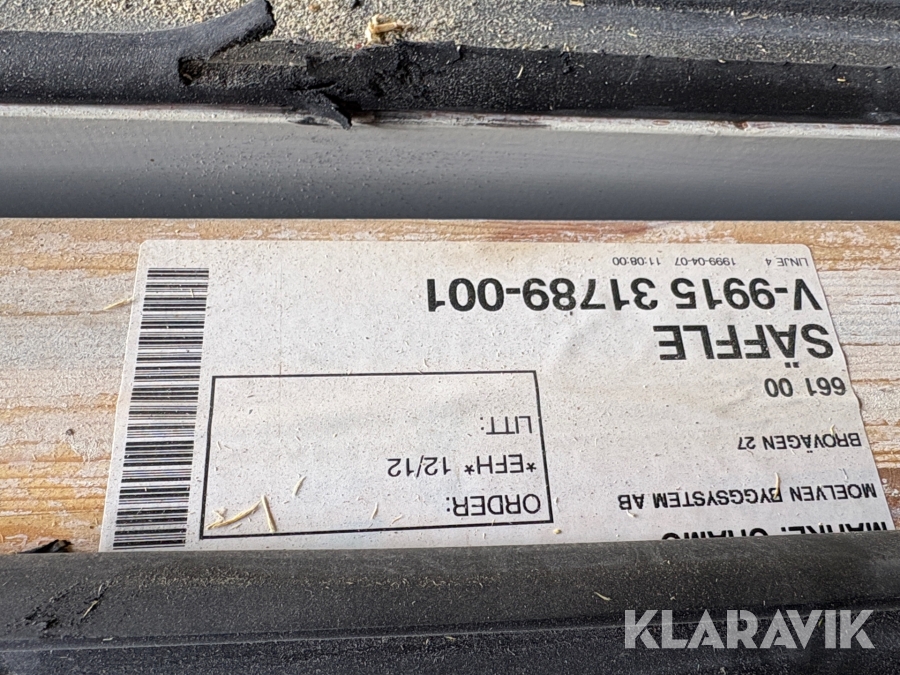 MOELVEN BYGGSYSTEM AB
BROVÄGEN 27
661 00
SÄFFLE
V-9915 31789-001
LINJE 4 1999-04-07 11:08:00
ORDER:
*EFH* 12/12
LITT:
KLARAVIK